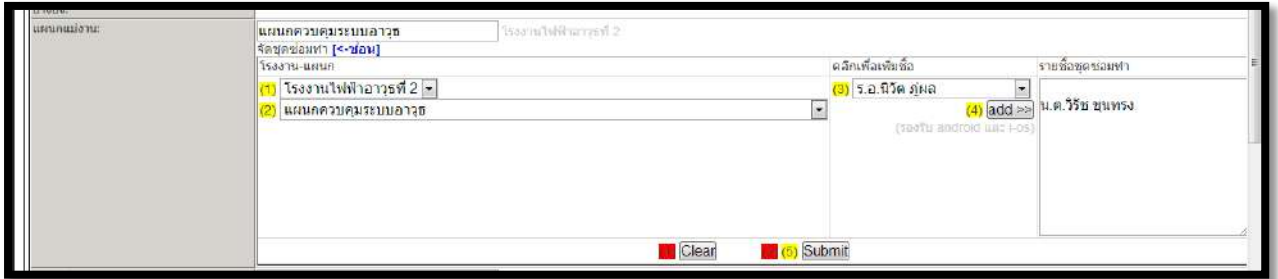 แผนกแม่งาน:
แผนกควบคุมระบบอาวุธ โรงงานไฟฟ้าอาวุธที่ 2
จัดชุดซ่อมทำ [<-ซ่อน]
โรงงาน-แผนก คลิกเพื่อเพิ่มชื่อ รายชื่อชุดซ่อมทำ
(1) โรงงานไฟฟ้าอาวุธที่ 2 (3) ร.อ.นิวัต ภู่ผล
(2) แผนกควบคุมระบบอาวุธ (4) add >> น.ต.วิรัช ขุนทรง
(รองรับ android และ i-os)
Clear (5) Submit